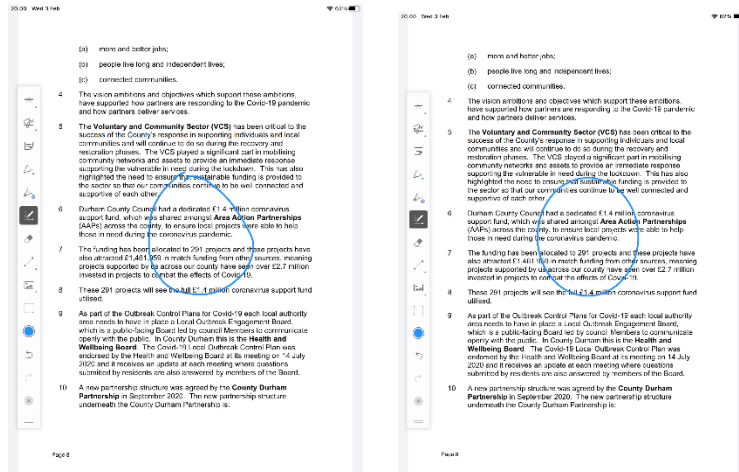 20:00 Wed 3 Feb
62%
(a) more and better jobs;
(b) people live long and independent lives;
(c) connected communities.
4 The vision ambitions and objectives which support these ambitions,
have supported how partners are responding to the Covid-19 pandemic
and how partners deliver services.
5 The Voluntary and Community Sector (VCS) has been critical to the
success of the County's response in supporting individuals and local
communities and will continue to do so during the recovery and
restoration phases. The VCS played a significant part in mobilising
community networks and assets to provide an immediate response
supporting the vulnerable in need during the lockdown. This has also
highlighted the need to ensure that sustainable funding is provided to
the sector so that our communities continue to be well connected and
supportive of each other.
6 Durham County Council had a dedicated £1.4 million coronavirus
support fund, which was shared amongst Area Action Partnerships
(AAPs) across the county, to ensure local projects were able to help
those in need during the coronavirus pandemic.
7 The funding has been allocated to 291 projects and these projects have
also attracted £1,461,959 in match funding from other sources, meaning
projects supported by us across our county have seen over £2.7 million
invested in projects to combat the effects of Covid-19.
8 These 291 projects will see the full £1.4 million coronavirus support fund
utilised.
9 As part of the Outbreak Control Plans for Covid-19 each local authority
area needs to have in place a Local Outbreak Engagement Board,
which is a public-facing Board led by council Members to communicate
openly with the public. In County Durham this is the Health and
Wellbeing Board. The Covid-19 Local Outbreak Control Plan was
endorsed by the Health and Wellbeing Board at its meeting on 14 July
2020 and it receives an update at each meeting where questions
submitted by residents are also answered by members of the Board.
10 A new partnership structure was agreed by the County Durham
Partnership in September 2020. The new partnership structure
underneath the County Durham Partnership is:
Page 8
20:00 Wed 3 Feb
62%
(a) more and better jobs;
(b) people live long and independent lives;
(c) connected communities.
4 The vision ambitions and objectives which support these ambitions,
have supported how partners are responding to the Covid-19 pandemic
and how partners deliver services.
5 The Voluntary and Community Sector (VCS) has been critical to the
success of the County's response in supporting individuals and local
communities and will continue to do so during the recovery and
restoration phases. The VCS played a significant part in mobilising
community networks and assets to provide an immediate response
supporting the vulnerable in need during the lockdown. This has also
highlighted the need to ensure that sustainable funding is provided to
the sector so that our communities continue to be well connected and
supportive of each other.
6 Durham County Council had a dedicated £1.4 million coronavirus
support fund, which was shared amongst Area Action Partnerships
(AAPs) across the county, to ensure local projects were able to help
those in need during the coronavirus pandemic.
7 The funding has been allocated to 291 projects and these projects have
also attracted £1,461,959 in match funding from other sources, meaning
projects supported by us across our county have seen over £2.7 million
invested in projects to combat the effects of Covid-19.
8 These 291 projects will see the full £1.4 million coronavirus support fund
utilised.
9 As part of the Outbreak Control Plans for Covid-19 each local authority
area needs to have in place a Local Outbreak Engagement Board,
which is a public-facing Board led by council Members to communicate
openly with the public. In County Durham this is the Health and
Wellbeing Board. The Covid-19 Local Outbreak Control Plan was
endorsed by the Health and Wellbeing Board at its meeting on 14 July
2020 and it receives an update at each meeting where questions
submitted by residents are also answered by members of the Board.
10 A new partnership structure was agreed by the County Durham
Partnership in September 2020. The new partnership structure
underneath the County Durham Partnership is:
Page 8